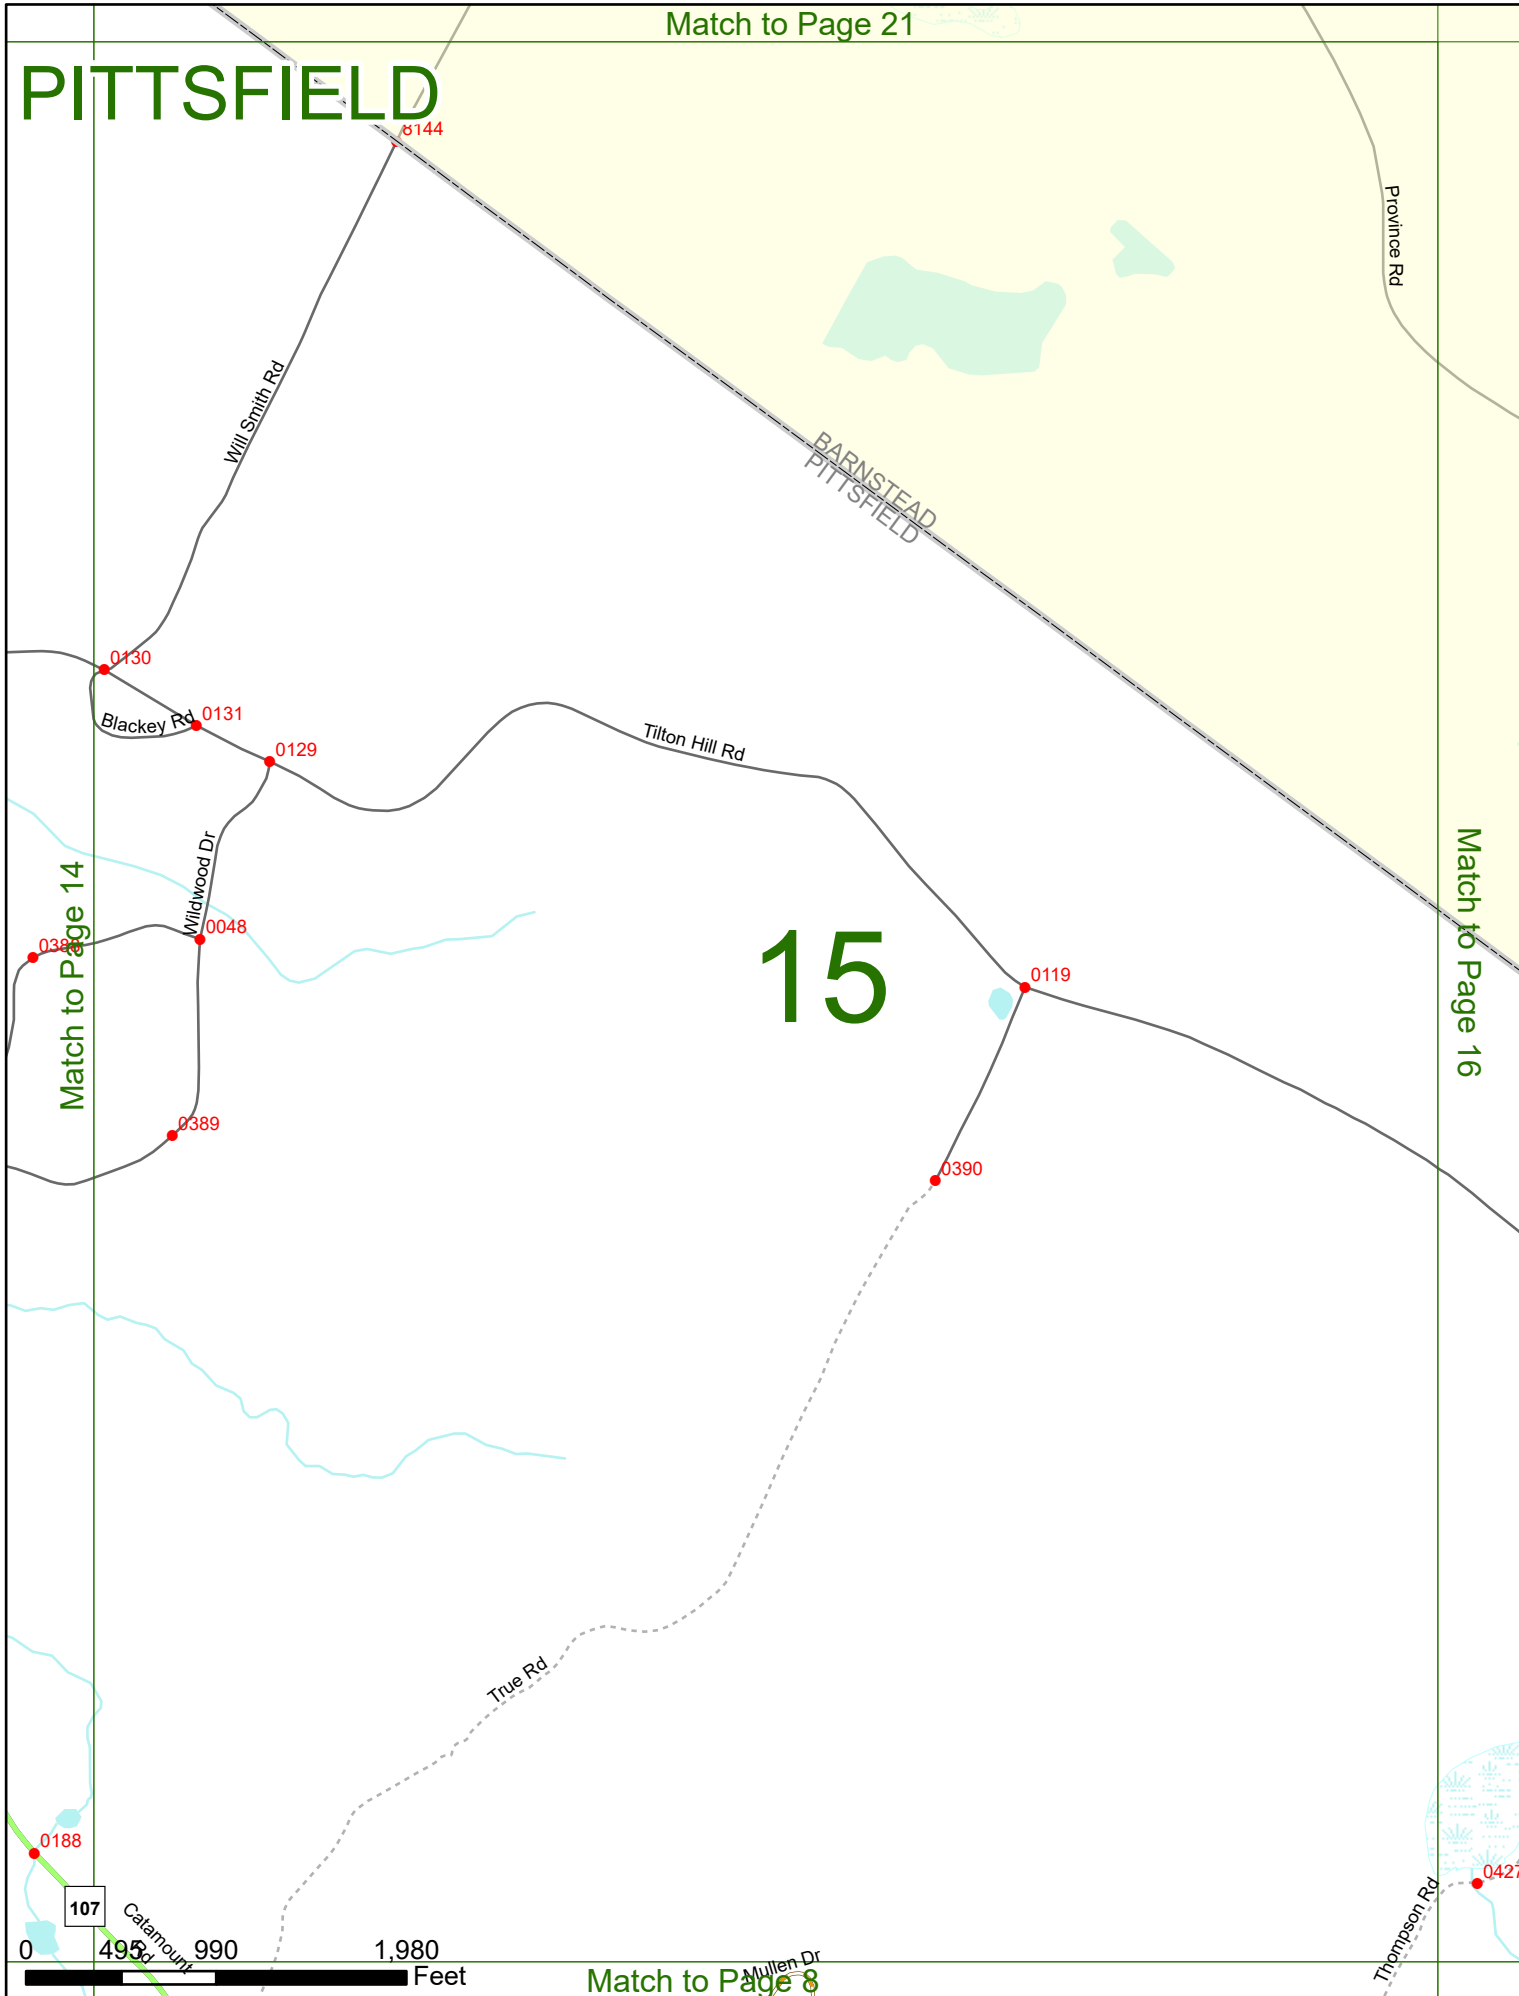 Match to Page 21
PITTSFIELD
8144
Province Rd
Will Smith Rd
BARNSTEAD
PITTSFIELD
0130
Blackey Rd
0131
0129
Tilton Hill Rd
Wildwood Dr
Match to Page 14
Match to Page 16
0048
15
0119
0389
0390
True Rd
0188
107
Catamount Rd
0427
Thompson Rd
0 495 990 1,980
Feet
Mullen Dr
Match to Page 8